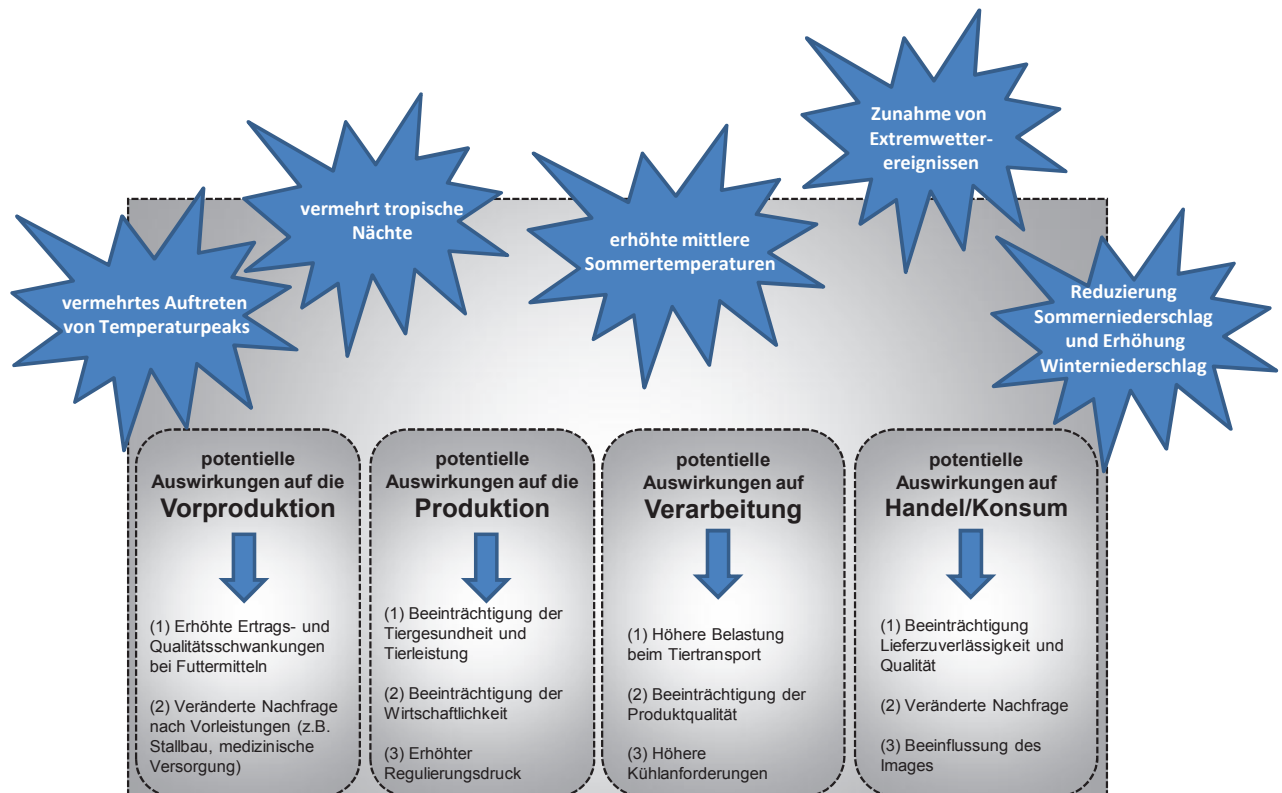 Zunahme von
Extremwetter-
ereignissen
vermehrt tropische
Nächte
erhöhte mittlere
Sommertemperaturen
vermehrtes Auftreten
von Temperaturpeaks
Reduzierung
Sommerniederschlag
und Erhöhung
Winterniederschlag
potentielle
Auswirkungen auf die
Vorproduktion
(1) Erhöhte Ertrags- und
Qualitätsschwankungen
bei Futtermitteln
(2) Veränderte Nachfrage
nach Vorleistungen (z.B.
Stallbau, medizinische
Versorgung)
potentielle
Auswirkungen auf die
Produktion
(1) Beeinträchtigung der
Tiergesundheit und
Tierleistung
(2) Beeinträchtigung der
Wirtschaftlichkeit
(3) Erhöhter
Regulierungsdruck
potentielle
Auswirkungen auf
Verarbeitung
(1) Höhere Belastung
beim Tiertransport
(2) Beeinträchtigung der
Produktqualität
(3) Höhere
Kühlanforderungen
potentielle
Auswirkungen auf
Handel/Konsum
(1) Beeinträchtigung
Lieferzuverlässigkeit und
Qualität
(2) Veränderte Nachfrage
(3) Beeinflussung des
Images